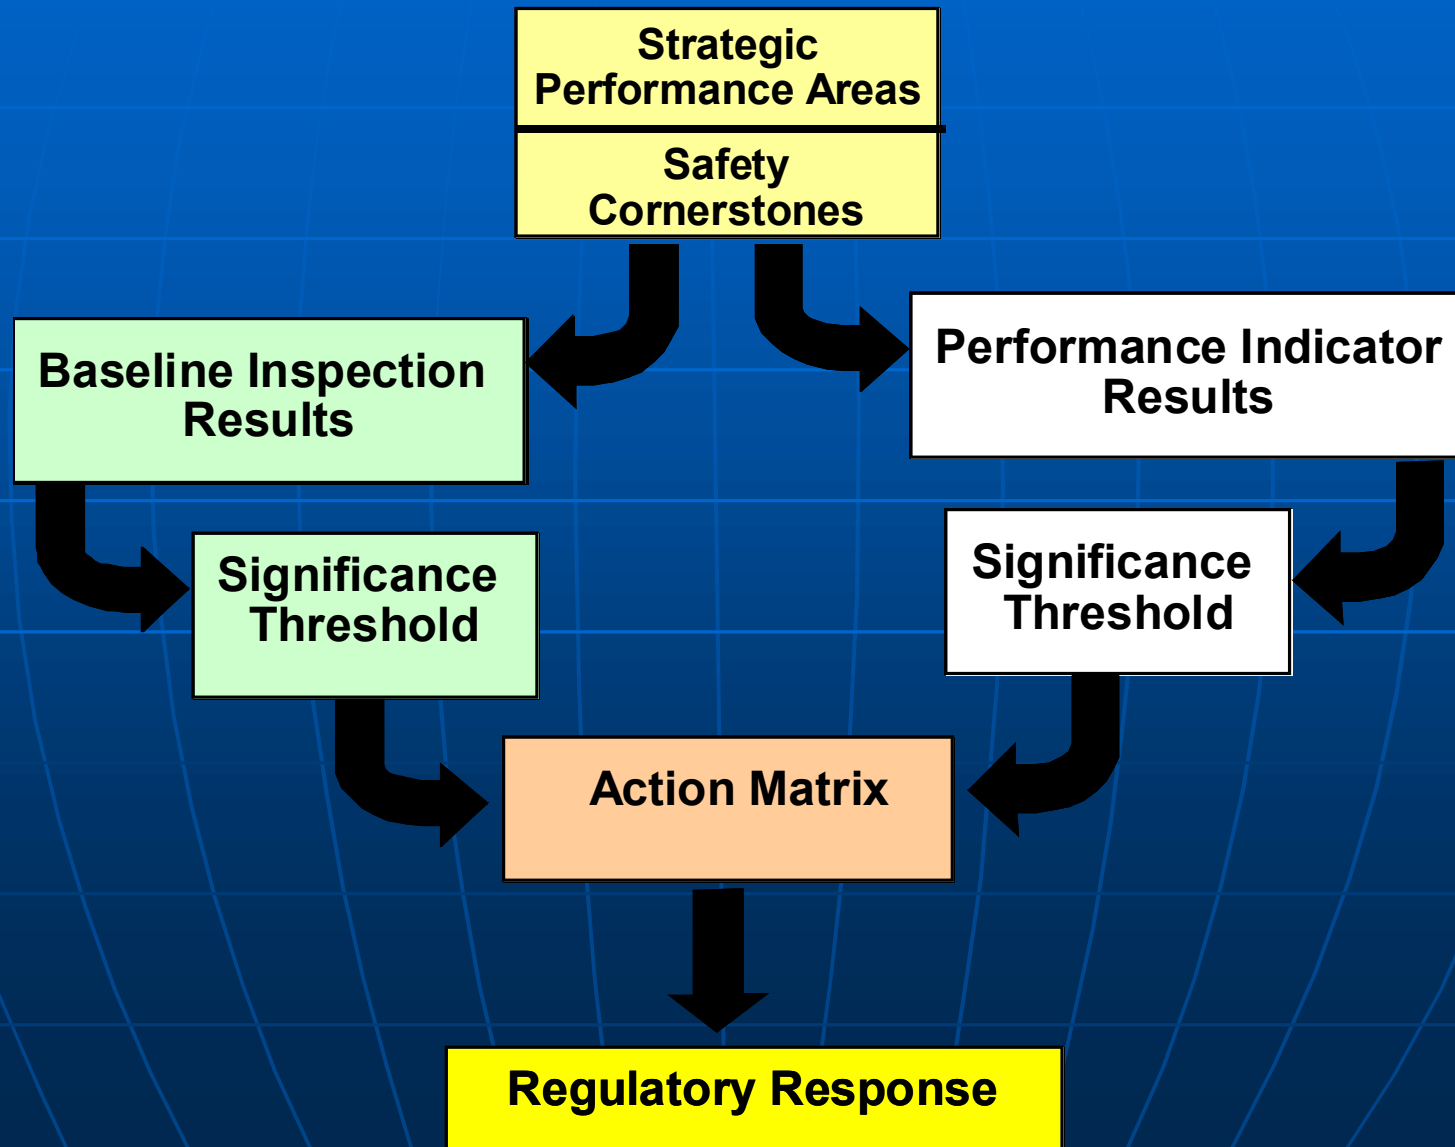 Strategic
Performance Areas
Safety
Cornerstones
Baseline Inspection
Results
Performance Indicator
Results
Significance
Threshold
Significance
Threshold
Action Matrix
Regulatory Response